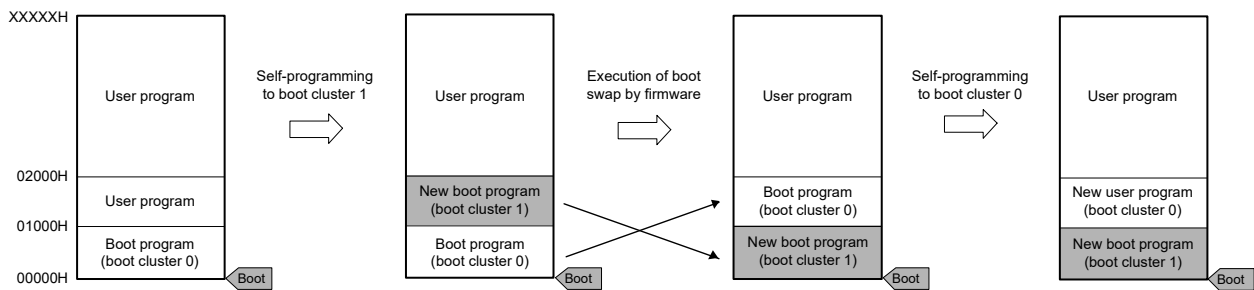 XXXXXH
User program
02000H
User program
01000H
Boot program
(boot cluster 0)
00000H
Boot
Self-programming
to boot cluster 1
User program
New boot program
(boot cluster 1)
Boot program
(boot cluster 0)
Boot
Execution of boot
swap by firmware
User program
Boot program
(boot cluster 0)
New boot program
(boot cluster 1)
Boot
Self-programming
to boot cluster 0
User program
New user program
(boot cluster 0)
New boot program
(boot cluster 1)
Boot